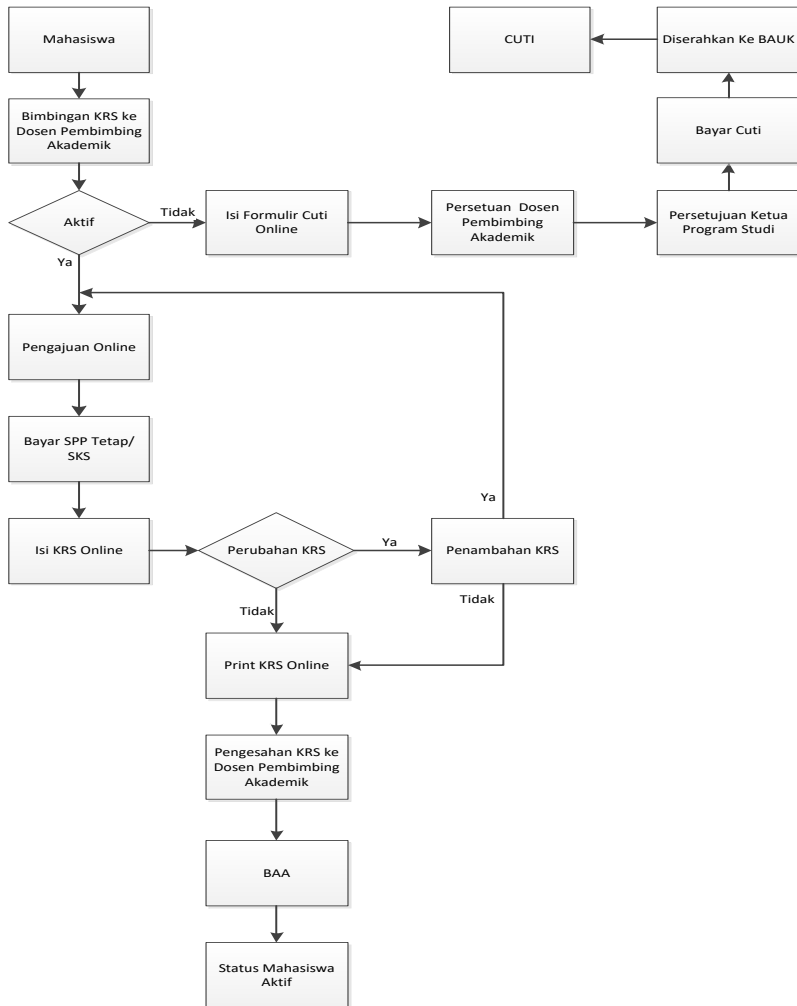 Mahasiswa
CUTI
Diserahkan Ke BAUK
Bimbingan KRS ke
Dosen Pembimbing
Akademik
Bayar Cuti
Aktif
Tidak
Isi Formulir Cuti
Online
Persetuan Dosen
Pembimbing
Akademik
Persetujuan Ketua
Program Studi
Ya
Pengajuan Online
Bayar SPP Tetap/
SKS
Ya
Isi KRS Online
Perubahan KRS
Ya
Penambahan KRS
Tidak
Tidak
Print KRS Online
Pengesahan KRS ke
Dosen Pembimbing
Akademik
BAA
Status Mahasiswa
Aktif